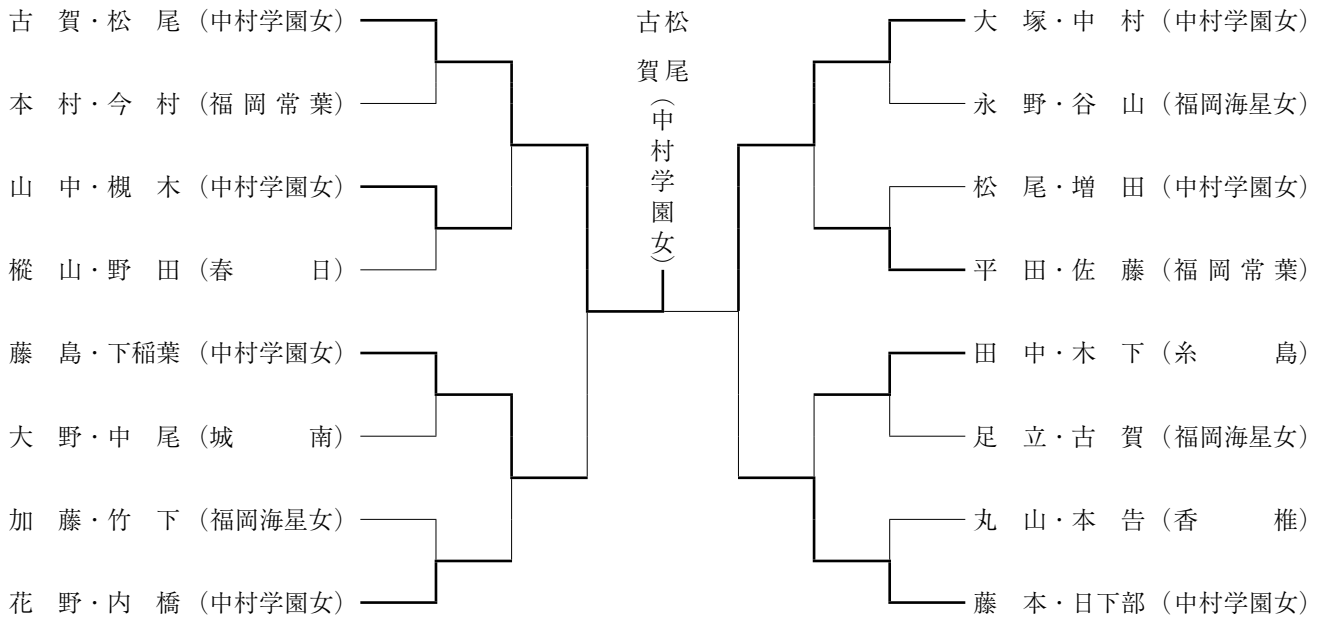 古　賀・松　尾（中村学園女）
本　村・今　村（福岡常葉）
山　中・槻　木（中村学園女）
樅　山・野　田（春　　　日）
藤　島・下稲葉（中村学園女）
大　野・中　尾（城　　　南）
加　藤・竹　下（福岡海星女）
花　野・内　橋（中村学園女）
古賀
松尾
（中村学園女）
大　塚・中　村（中村学園女）
永　野・谷　山（福岡海星女）
松　尾・増　田（中村学園女）
平　田・佐　藤（福岡常葉）
田　中・木　下（糸　　　島）
足　立・古　賀（福岡海星女）
丸　山・本　告（香　　　椎）
藤　本・日下部（中村学園女）